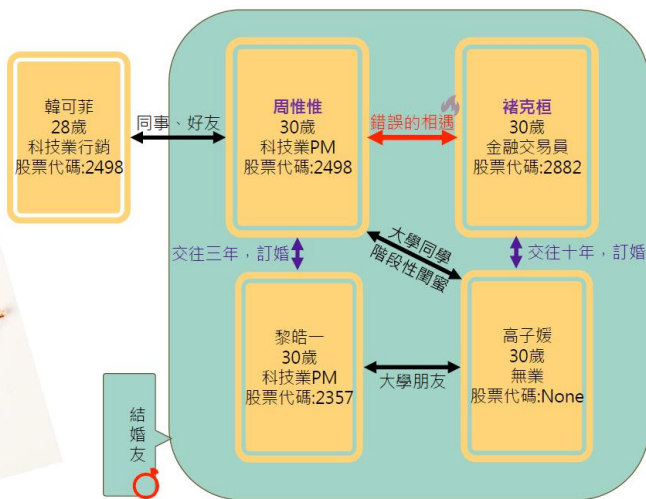 韓可菲
28歲
科技業行銷
股票代碼:2498
同事、好友
周惟惟
30歲
科技業PM
股票代碼:2498
錯誤的相遇
褚克桓
30歲
金融交易員
股票代碼:2882
交往三年，訂婚
大學同學
階段性閨蜜
交往十年，訂婚
黎皓一
30歲
科技業PM
股票代碼:2357
大學朋友
高子媛
30歲
無業
股票代碼:None
結婚友